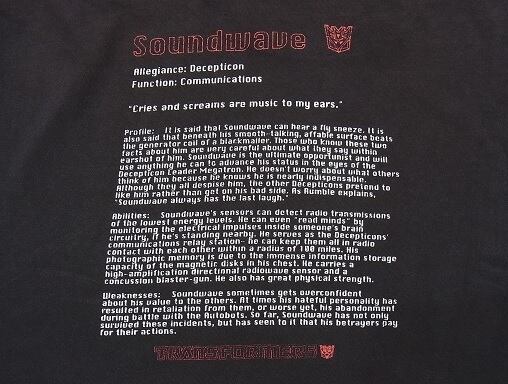 Soundwave
Allegiance: Decepticon
Function: Communications
"Cries and screams are music to my ears."
Profile: It is said that Soundwave can hear a fly sneeze. It is
also said that beneath his smooth-talking, affable surface beats
the generator coil of a blackmailer. Those who know these two
facts about him are very careful about what they say within
earshot of him. Soundwave is the ultimate opportunist and will
use anything he can to advance his status in the eyes of the
Decepticon Leader Megatron. He doesn't worry about what others
think of him because he knows he is nearly indispensable.
Although they all despise him, the other Decepticons pretend to
like him rather than get on his bad side. As Rumble explains,
"Soundwave always has the last laugh."
Abilities: Soundwave's sensors can detect radio transmissions
of the lowest energy levels. He can even "read minds" by
monitoring the electrical impulses inside someone's brain
circuitry, if he's standing nearby. He serves as the Decepticons'
communications relay station- he can keep them all in radio
contact with each other within a radius of 100 miles. His
photographic memory is due to the immense information storage
capacity of the magnetic disks in his chest. He carries a
high-amplification directional radiowave sensor and a
concussion blaster-gun. He also has great physical strength.
Weaknesses: Soundwave sometimes gets overconfident
about his value to the others. At times his hateful personality has
resulted in retaliation from them, or worse yet, his abandonment
during battle with the Autobots. So far, Soundwave has not only
survived these incidents, but has seen to it that his betrayers pay
for their actions.
TRANSFORMERS